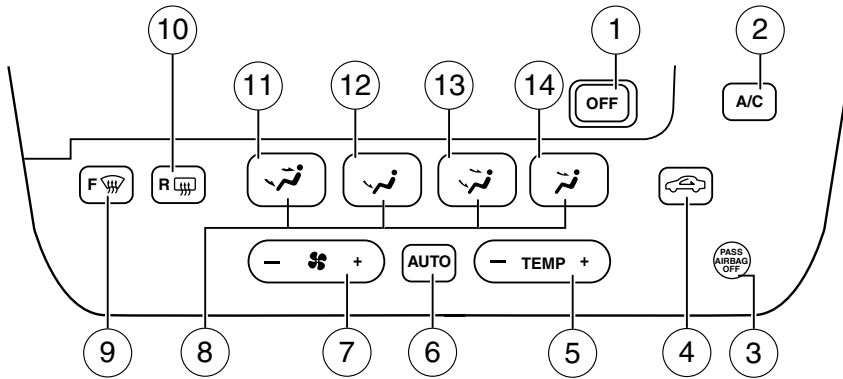 10
1
2
11
12
13
14
OFF
A/C
F
R
PASS
AIRBAG
OFF
− +
AUTO
− TEMP +
9
8
7
6
5
4
3